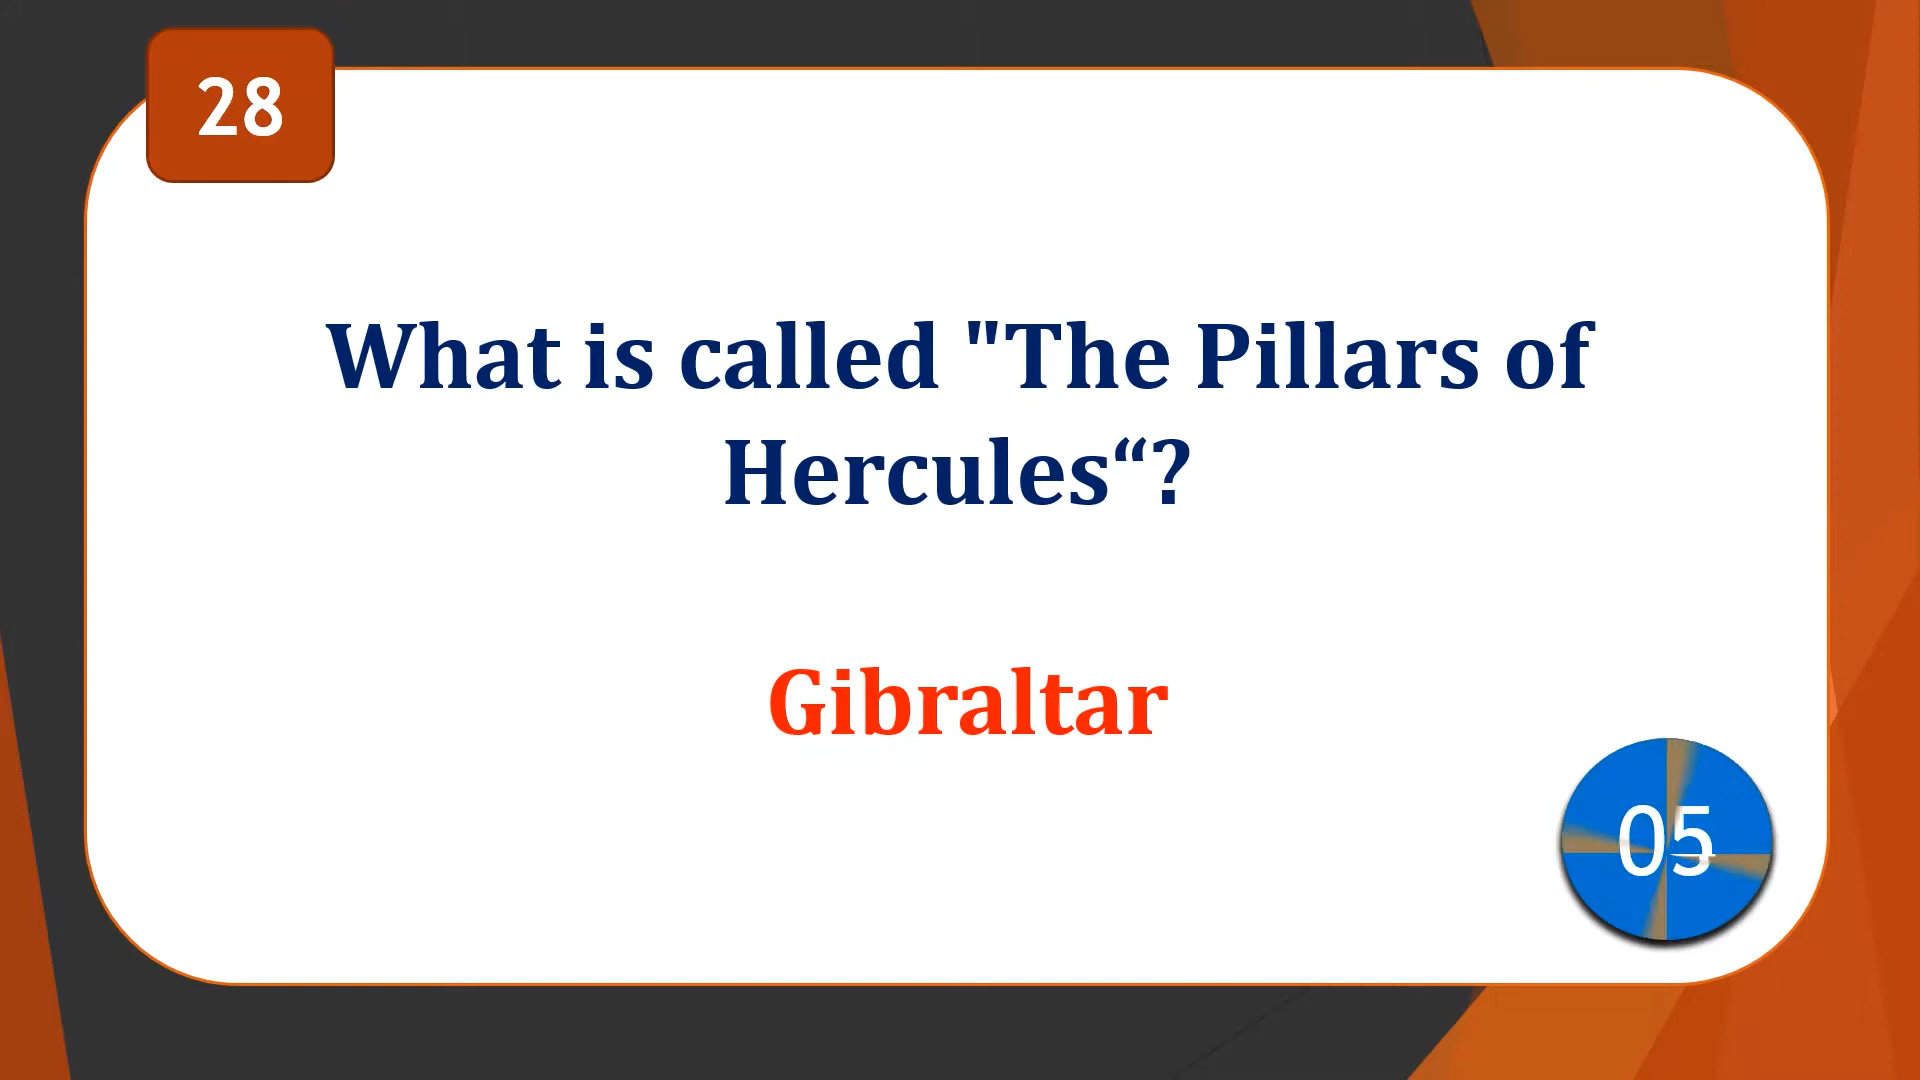 28
What is called "The Pillars of
Hercules“?
Gibraltar
05